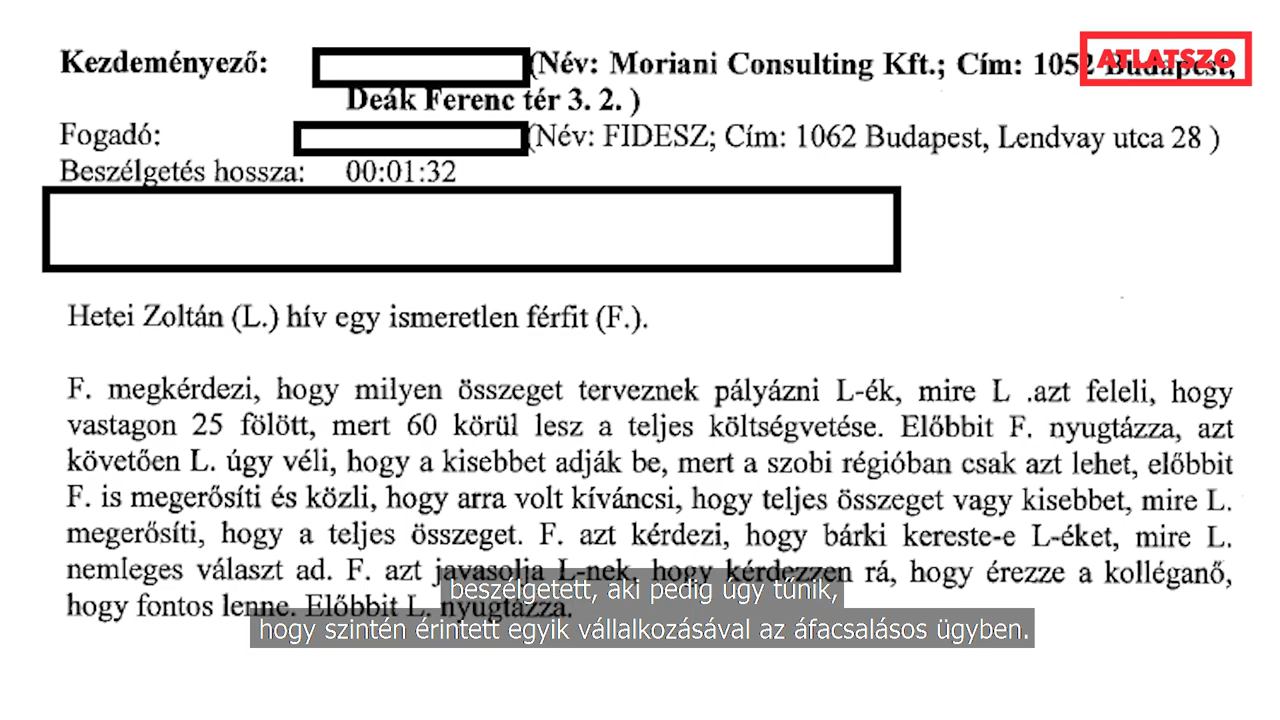 Kezdeményező: (Név: Moriani Consulting Kft.; Cím: 1052 Budapest,
ATLATSZO
Deák Ferenc tér 3. 2. )
Fogadó: (Név: FIDESZ; Cím: 1062 Budapest, Lendvay utca 28 )
Beszélgetés hossza: 00:01:32
Hetei Zoltán (L.) hív egy ismeretlen férfit (F.).
F. megkérdezi, hogy milyen összeget terveznek pályázni L-ék, mire L .azt feleli, hogy
vastagon 25 fölött, mert 60 körül lesz a teljes költségvetése. Előbbit F. nyugtázza, azt
követően L. úgy véli, hogy a kisebbet adják be, mert a szobi régióban csak azt lehet, előbbit
F. is megerősíti és közli, hogy arra volt kíváncsi, hogy teljes összeget vagy kisebbet, mire L.
megerősíti, hogy a teljes összeget. F. azt kérdezi, hogy bárki kereste-e L-éket, mire L.
nemleges választ ad. F. azt javasolja L-nek, hogy kérdezzen rá, hogy érezze a kolléganő,
hogy fontos lenne. Előbbit L. nyugtázza.
beszélgetett, aki pedig úgy tűnik,
hogy szintén érintett egyik vállalkozásával az áfacsalásos ügyben.